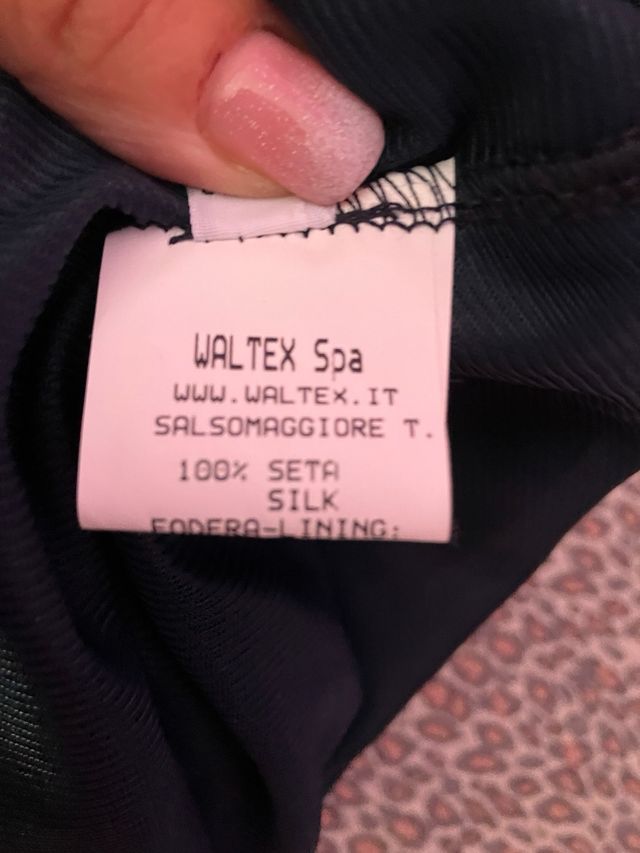 WALTEX Spa
WWW.WALTEX.IT
SALSOMAGGIORE T.
100% SETA
SILK
FODERA-LINING: